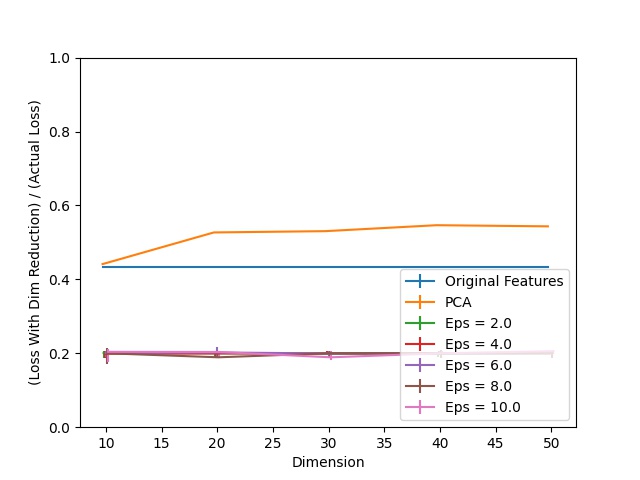 1.0
0.8
0.6
0.4
0.2
0.0
(Loss With Dim Reduction) / (Actual Loss)
Original Features
PCA
Eps = 2.0
Eps = 4.0
Eps = 6.0
Eps = 8.0
Eps = 10.0
10 15 20 25 30 35 40 45 50
Dimension